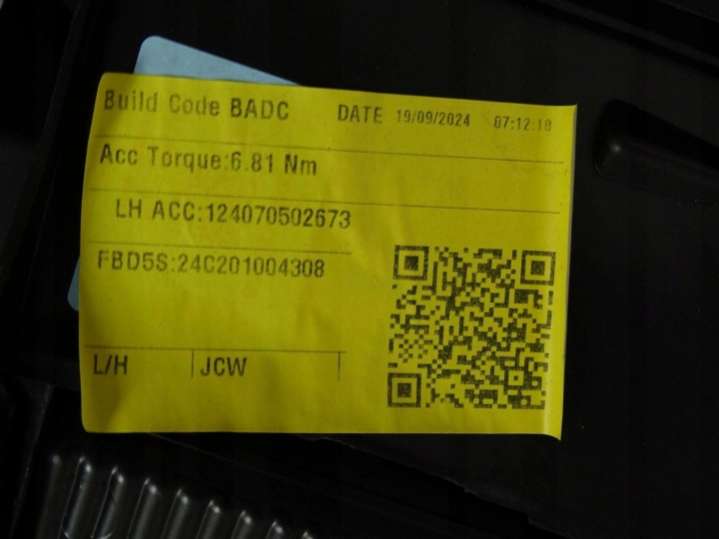 Build Code BADC DATE 19/09/2024 07:12:18
Acc Torque:6.81 Nm
LH ACC:124070502673
FBD5S:24C201004308
L/H JCW